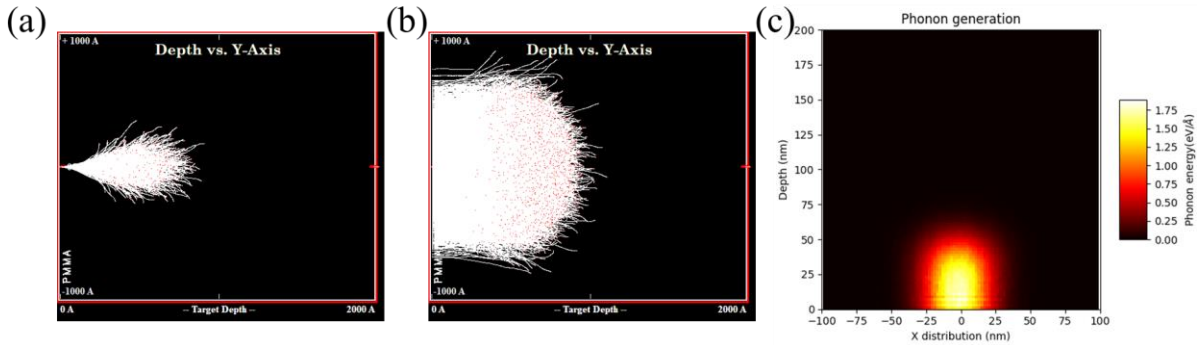 (a)
+ 1000 A
Depth vs. Y-Axis
PMMA
-1000 A
0 A
-- Target Depth --
2000 A
(b)
+ 1000 A
Depth vs. Y-Axis
PMMA
-1000 A
0 A
-- Target Depth --
2000 A
(c)
Phonon generation
200
175
150
125
100
75
50
25
0
Depth (nm)
−100
−75
−50
−25
0
25
50
75
100
X distribution (nm)
1.75
1.50
1.25
1.00
0.75
0.50
0.25
0.00
Phonon energy(eV/Å)